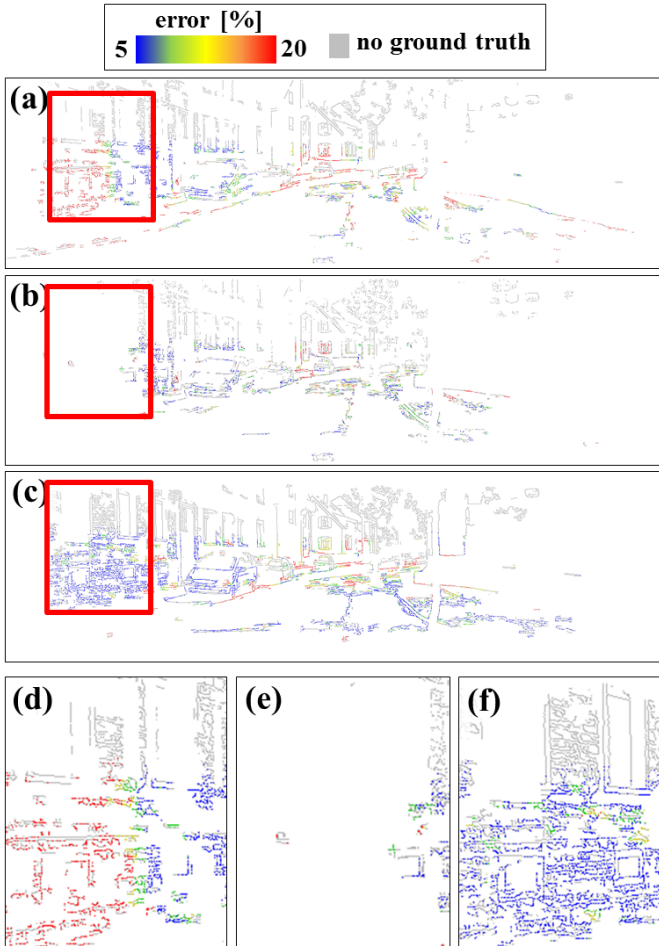 error [%]
5 20 no ground truth
(a)
(b)
(c)
(d) (e) (f)